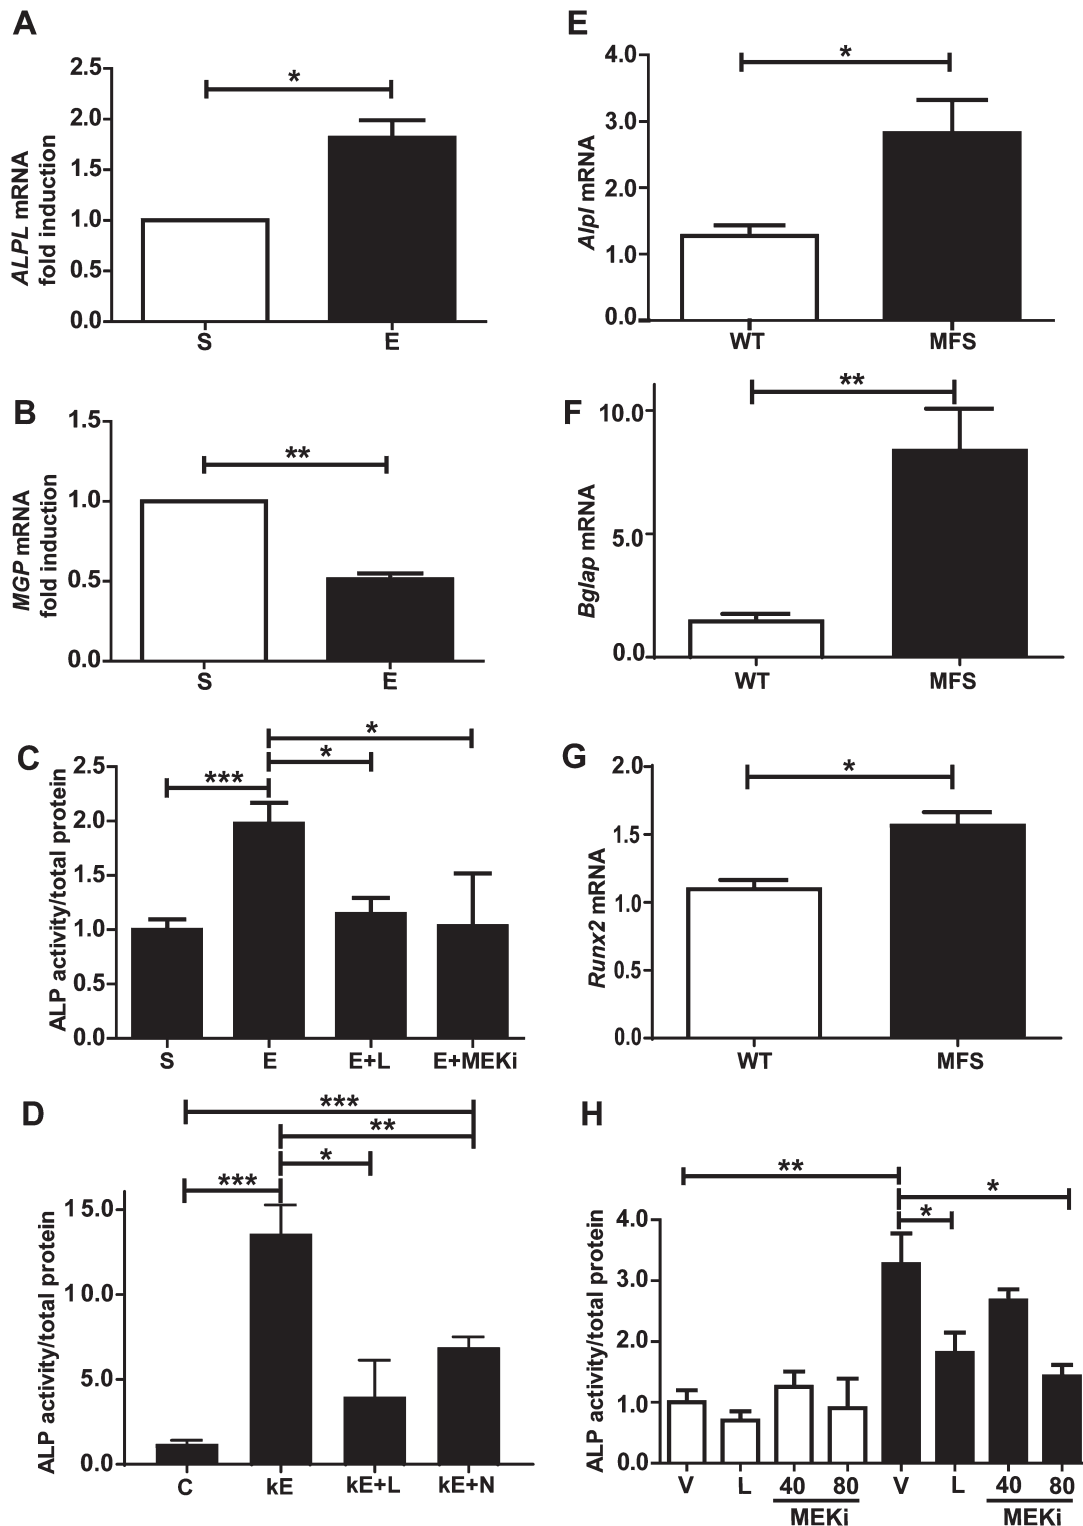 A
ALPL mRNA
fold induction
2.5
2.0
1.5
1.0
0.5
0.0
*
S E
B
MGP mRNA
fold induction
1.5
1.0
0.5
0.0
**
S E
C
ALP activity/total protein
2.5
2.0
1.5
1.0
0.5
0.0
*
*
***
S E E+L E+MEKi
D
ALP activity/total protein
15.0
10.0
5.0
0.0
***
**
*
***
C kE kE+L kE+N
E
Alpl mRNA
4.0
3.0
2.0
1.0
0.0
*
WT MFS
F
Bglap mRNA
10.0
5.0
0.0
**
WT MFS
G
Runx2 mRNA
2.0
1.5
1.0
0.5
0.0
*
WT MFS
H
ALP activity/total protein
4.0
3.0
2.0
1.0
0.0
**
*
*
V L 40 80 V L 40 80
MEKi MEKi